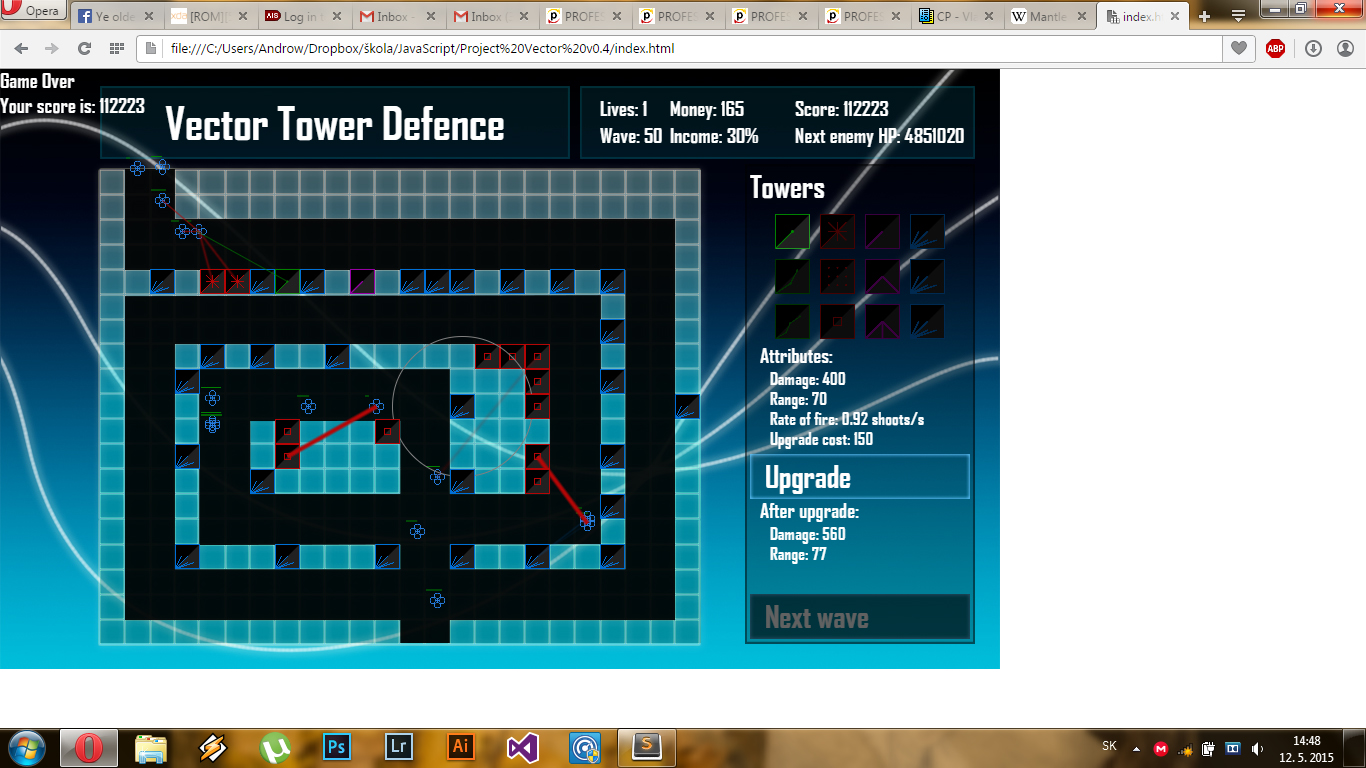 Opera
Ye olde
[ROM][
Log in
Inbox -
Inbox (
PROFES
PROFES
PROFES
PROFES
CP - VI
Mantle
index.h
file:///C:/Users/Androw/Dropbox/škola/JavaScript/Project%20Vector%20v0.4/index.html
ABP
Game Over
Your score is: 112223
Vector Tower Defence
Lives: 1 Money: 165 Score: 112223
Wave: 50 Income: 30% Next enemy HP: 4851020
Towers
Attributes:
Damage: 400
Range: 70
Rate of fire: 0.92 shoots/s
Upgrade cost: 150
Upgrade
After upgrade:
Damage: 560
Range: 77
Next wave
Ps
Lr
Ai
SK
14:48
12. 5. 2015